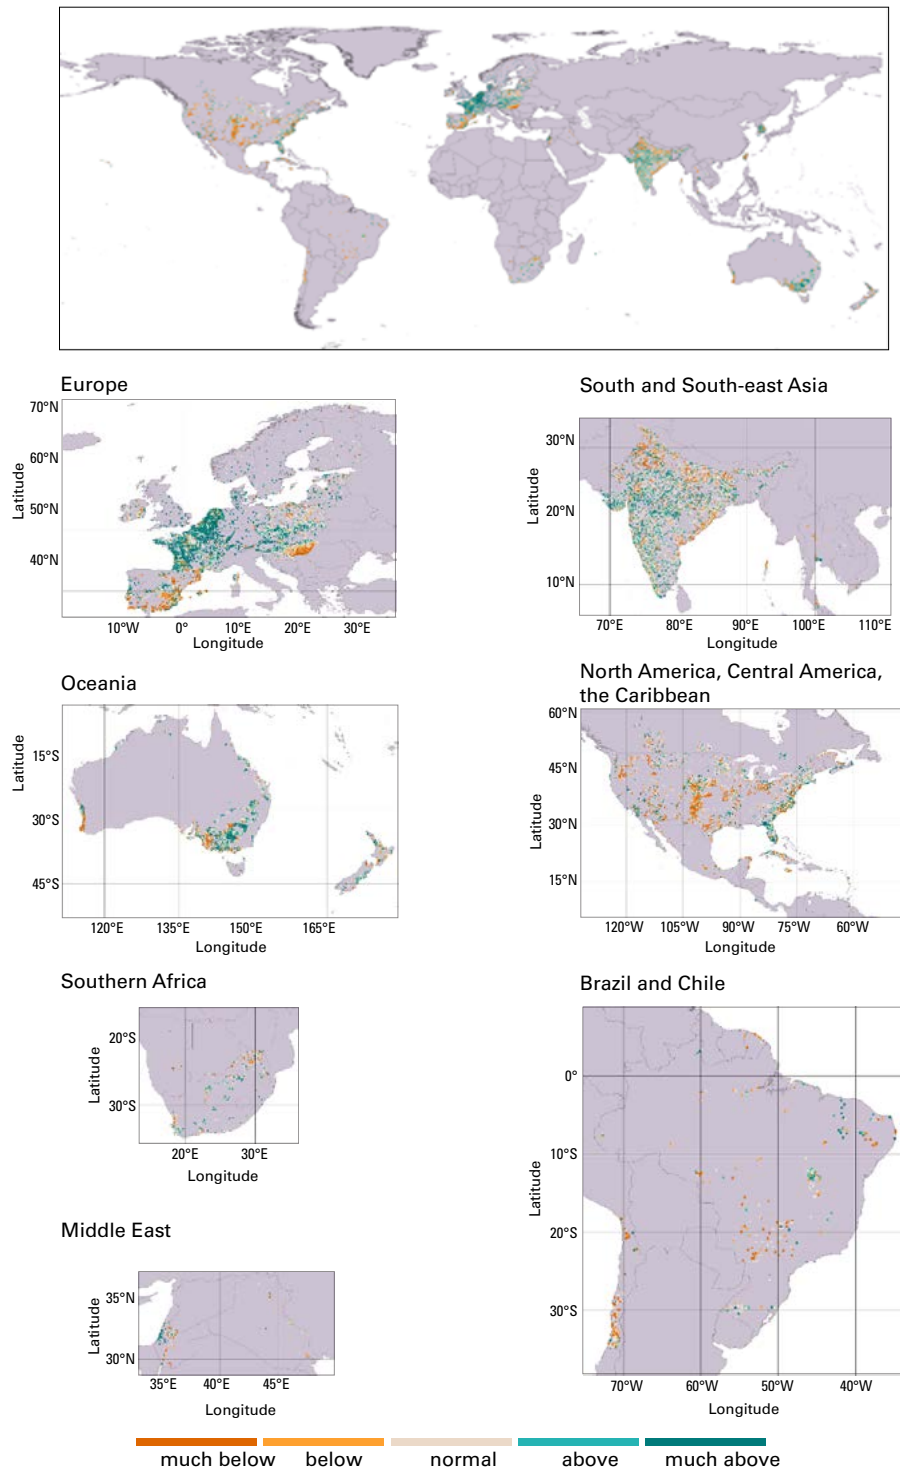 Europe
70°N
60°N
50°N
40°N
Latitude
10°W 0° 10°E 20°E 30°E
Longitude
South and South-east Asia
30°N
20°N
10°N
Latitude
70°E 80°E 90°E 100°E 110°E
Longitude
Oceania
15°S
30°S
45°S
Latitude
120°E 135°E 150°E 165°E
Longitude
North America, Central America,
the Caribbean
60°N
45°N
30°N
15°N
Latitude
120°W 105°W 90°W 75°W 60°W
Longitude
Southern Africa
20°S
30°S
Latitude
20°E 30°E
Longitude
Brazil and Chile
0°
10°S
20°S
30°S
Latitude
70°W 60°W 50°W 40°W
Longitude
Middle East
35°N
30°N
Latitude
35°E 40°E 45°E
Longitude
much below below normal above much above